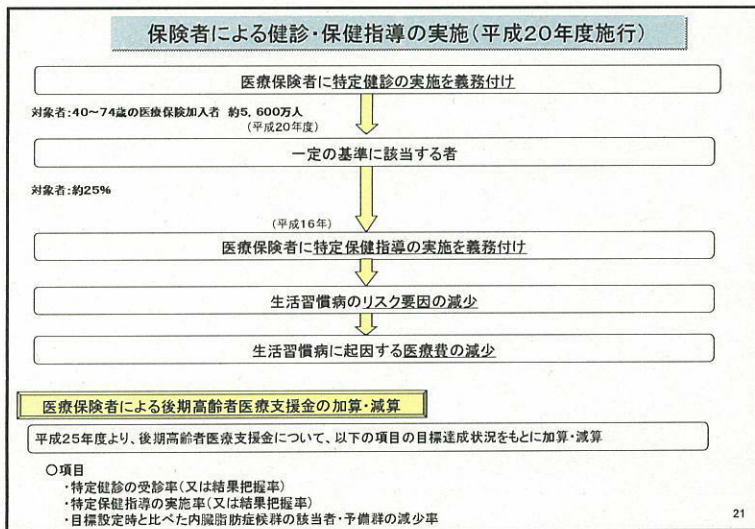 保険者による健診・保健指導の実施(平成20年度施行)
医療保険者に特定健診の実施を義務付け
対象者:40～74歳の医療保険加入者 約5,600万人
(平成20年度)
一定の基準に該当する者
対象者:約25%
(平成16年)
医療保険者に特定保健指導の実施を義務付け
生活習慣病のリスク要因の減少
生活習慣病に起因する医療費の減少
医療保険者による後期高齢者医療支援金の加算・減算
平成25年度より、後期高齢者医療支援金について、以下の項目の目標達成状況をもとに加算・減算
○項目
・特定健診の受診率(又は結果把握率)
・特定保健指導の実施率(又は結果把握率)
・目標設定時と比べた内臓脂肪症候群の該当者・予備群の減少率
21